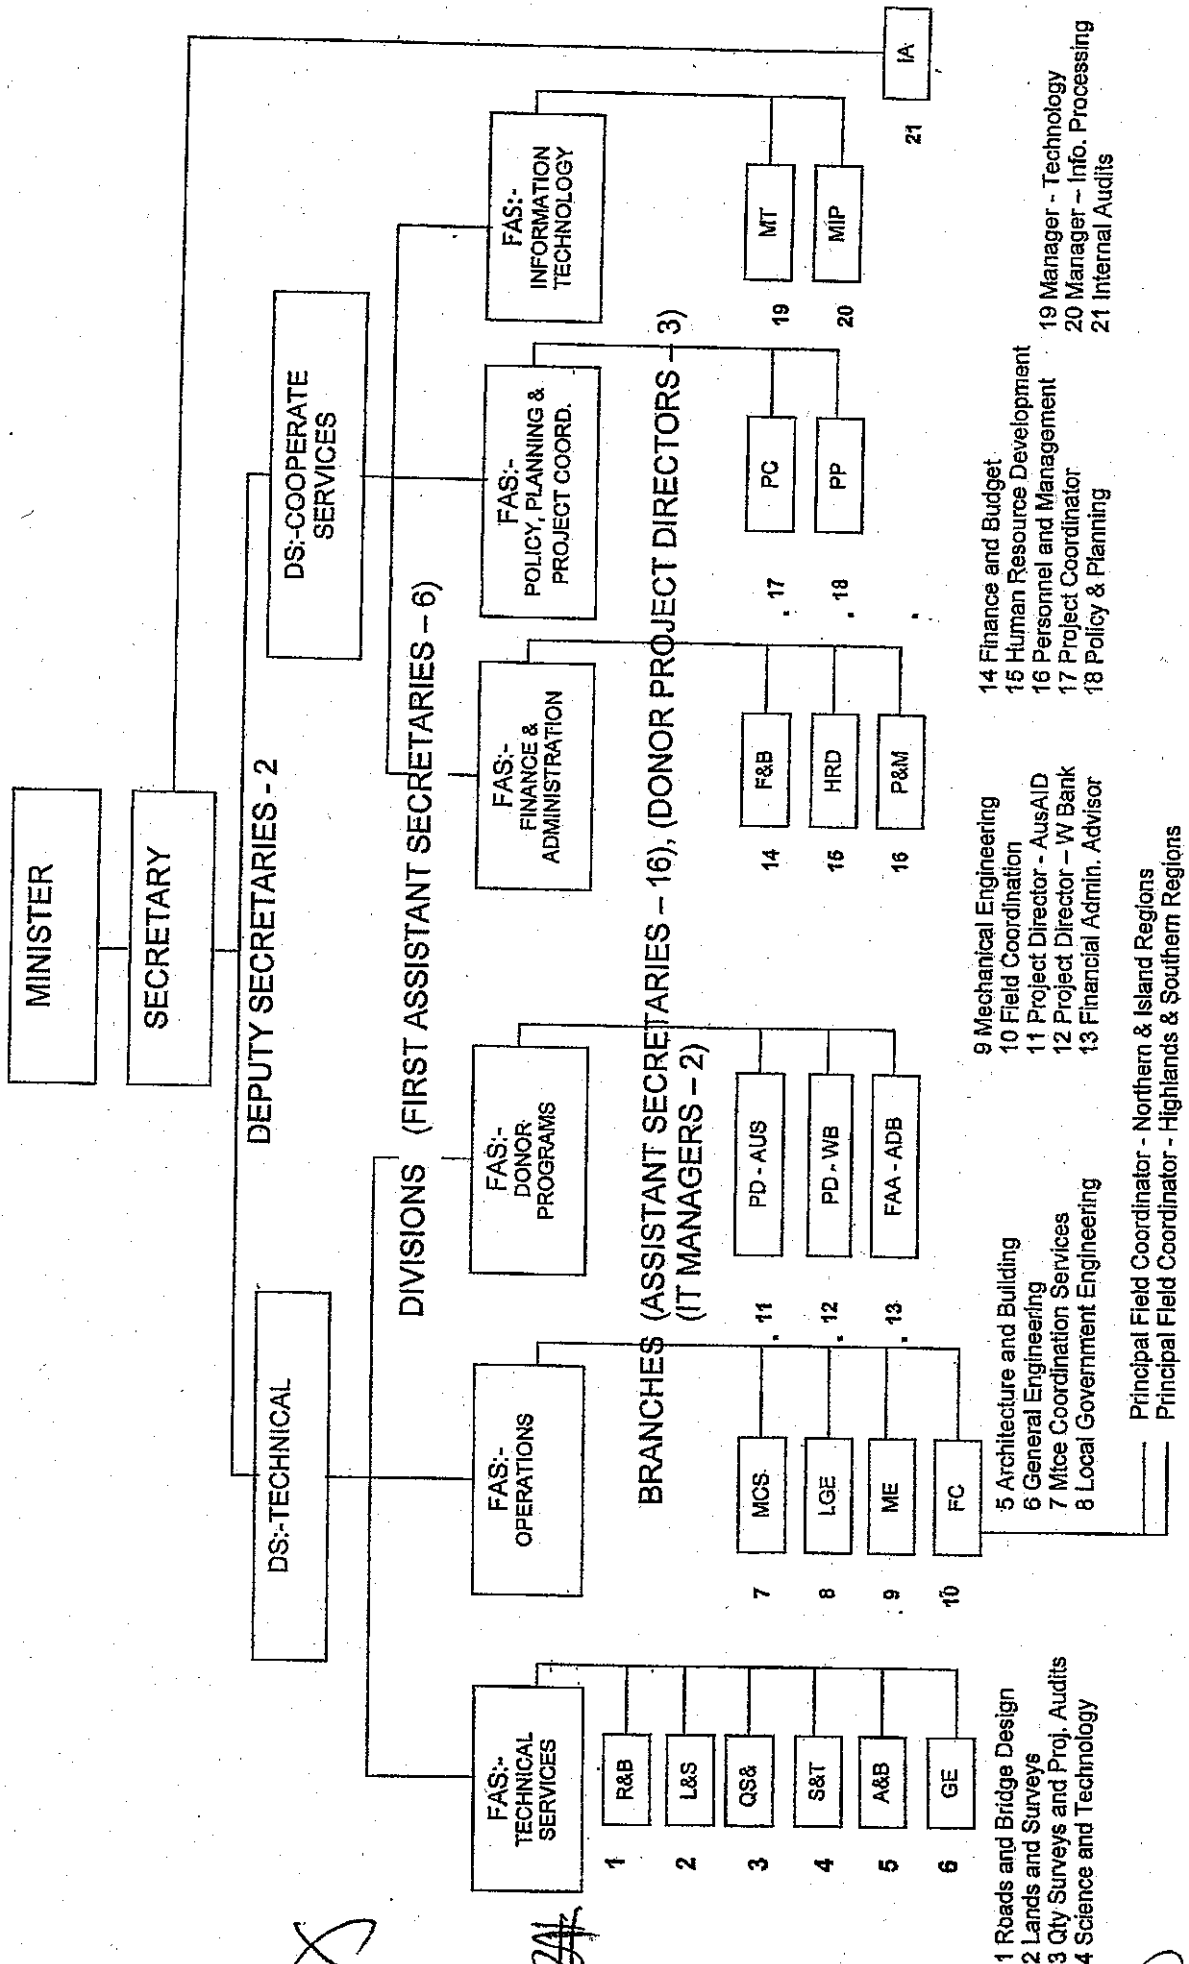 MINISTER
SECRETARY
DEPUTY SECRETARIES - 2
DS:-TECHNICAL
DS:-COOPERATE
SERVICES
DIVISIONS (FIRST ASSISTANT SECRETARIES – 6)
FAS:-
TECHNICAL
SERVICES
FAS:-
OPERATIONS
FAS:-
DONOR
PROGRAMS
FAS:-
FINANCE &
ADMINISTRATION
FAS:-
POLICY, PLANNING &
PROJECT COORD.
FAS:-
INFORMATION
TECHNOLOGY
BRANCHES (ASSISTANT SECRETARIES – 16), (DONOR PROJECT DIRECTORS – 3)
(IT MANAGERS – 2)
1 R&B
2 L&S
3 QS&
4 S&T
5 A&B
6 GE
7 MCS
8 LGE
9 ME
10 FC
11 PD - AUS
12 PD - WB
13 FAA - ADB
14 F&B
15 HRD
16 P&M
17 PC
18 PP
19 MT
20 MIP
21 IA
1 Roads and Bridge Design
2 Lands and Surveys
3 Qty Surveys and Proj. Audits
4 Science and Technology
5 Architecture and Building
6 General Engineering
7 Mtce Coordination Services
8 Local Government Engineering
9 Mechanical Engineering
10 Field Coordination
11 Project Director - AusAID
12 Project Director – W Bank
13 Financial Admin. Advisor
14 Finance and Budget
15 Human Resource Development
16 Personnel and Management
17 Project Coordinator
18 Policy & Planning
19 Manager - Technology
20 Manager – Info. Processing
21 Internal Audits
Principal Field Coordinator - Northern & Island Regions
Principal Field Coordinator - Highlands & Southern Regions